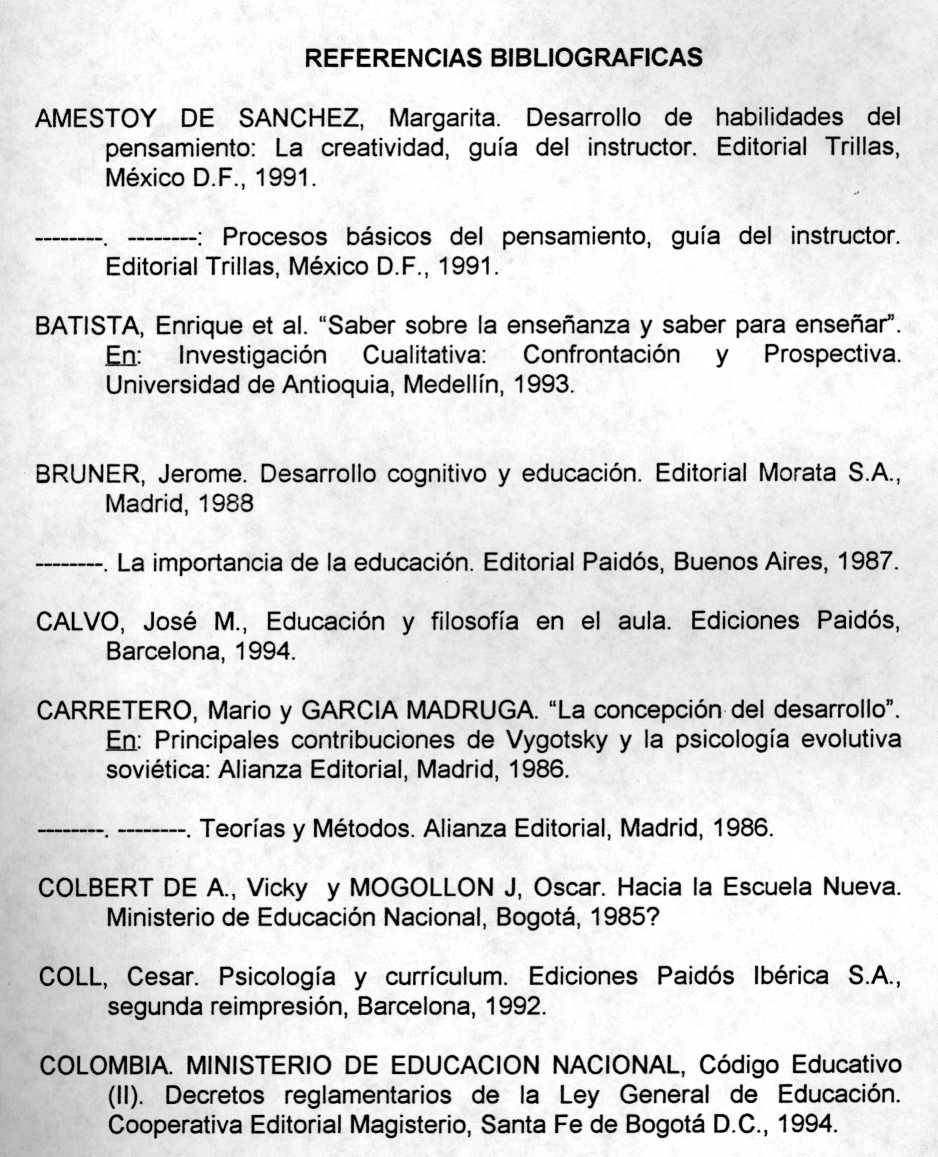 REFERENCIAS BIBLIOGRAFICAS
AMESTOY DE SANCHEZ, Margarita. Desarrollo de habilidades del
pensamiento: La creatividad, guía del instructor. Editorial Trillas,
México D.F., 1991.
--------. --------: Procesos básicos del pensamiento, guía del instructor.
Editorial Trillas, México D.F., 1991.
BATISTA, Enrique et al. “Saber sobre la enseñanza y saber para enseñar”.
En: Investigación Cualitativa: Confrontación y Prospectiva.
Universidad de Antioquia, Medellín, 1993.
BRUNER, Jerome. Desarrollo cognitivo y educación. Editorial Morata S.A.,
Madrid, 1988
--------. La importancia de la educación. Editorial Paidós, Buenos Aires, 1987.
CALVO, José M., Educación y filosofía en el aula. Ediciones Paidós,
Barcelona, 1994.
CARRETERO, Mario y GARCIA MADRUGA. “La concepción del desarrollo”.
En: Principales contribuciones de Vygotsky y la psicología evolutiva
soviética: Alianza Editorial, Madrid, 1986.
--------. --------. Teorías y Métodos. Alianza Editorial, Madrid, 1986.
COLBERT DE A., Vicky y MOGOLLON J, Oscar. Hacia la Escuela Nueva.
Ministerio de Educación Nacional, Bogotá, 1985?
COLL, Cesar. Psicología y currículum. Ediciones Paidós Ibérica S.A.,
segunda reimpresión, Barcelona, 1992.
COLOMBIA. MINISTERIO DE EDUCACION NACIONAL, Código Educativo
(II). Decretos reglamentarios de la Ley General de Educación.
Cooperativa Editorial Magisterio, Santa Fe de Bogotá D.C., 1994.